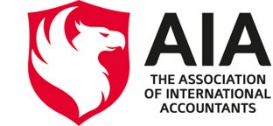 AIA
THE ASSOCIATION
OF INTERNATIONAL
ACCOUNTANTS